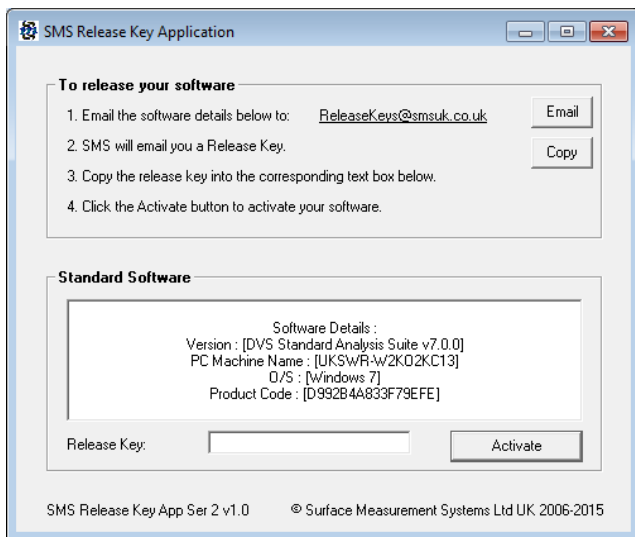 SMS Release Key Application
To release your software
1. Email the software details below to: ReleaseKeys@smsuk.co.uk
Email
2. SMS will email you a Release Key.
Copy
3. Copy the release key into the corresponding text box below.
4. Click the Activate button to activate your software.
Standard Software
Software Details :
Version : [DVS Standard Analysis Suite v7.0.0]
PC Machine Name : [UKSWR-W2KO2KC13]
O/S : [Windows 7]
Product Code : [D992B4A833F79EFE]
Release Key:
Activate
SMS Release Key App Ser 2 v1.0 © Surface Measurement Systems Ltd UK 2006-2015